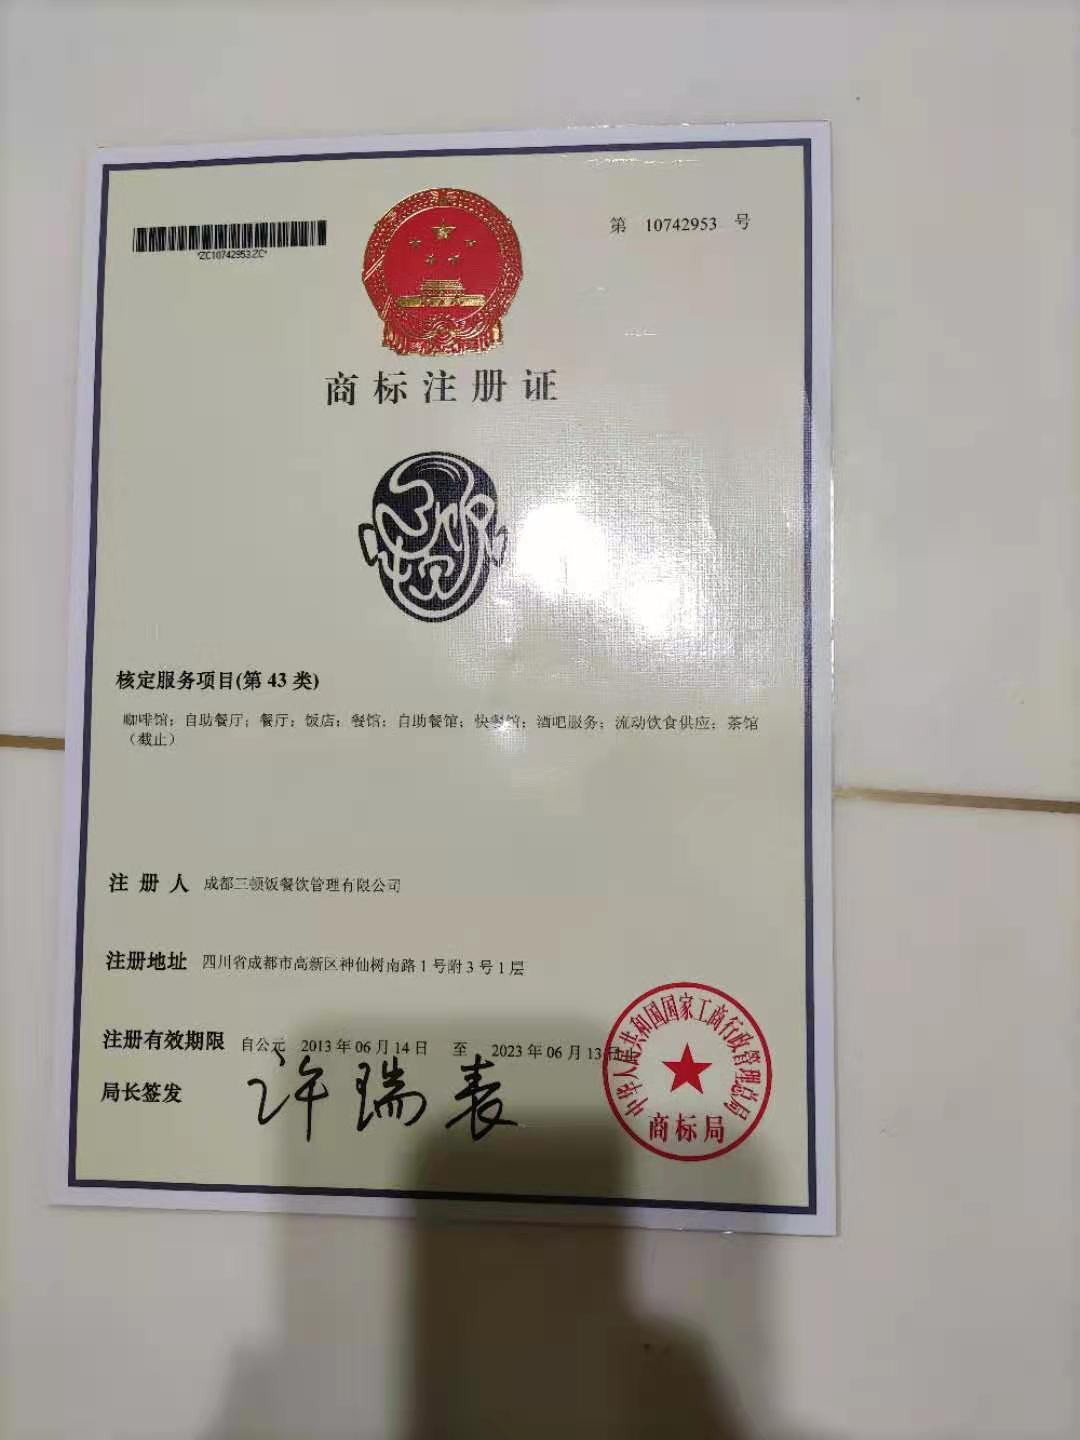 第 10742953 号
*ZC10742953ZC*
商标注册证
核定服务项目(第 43 类)
咖啡馆；自助餐厅；餐厅；饭店；餐馆；自助餐馆；快餐馆；酒吧服务；流动饮食供应；茶馆
（截止）
注 册 人 成都三顿饭餐饮管理有限公司
注册地址 四川省成都市高新区神仙树南路 1 号附 3 号 1 层
注册有效期限 自公元 2013 年 06 月 14 日 至 2023 年 06 月 13 日止
局长签发 许瑞表
中华人民共和国国家工商行政管理总局
商标局